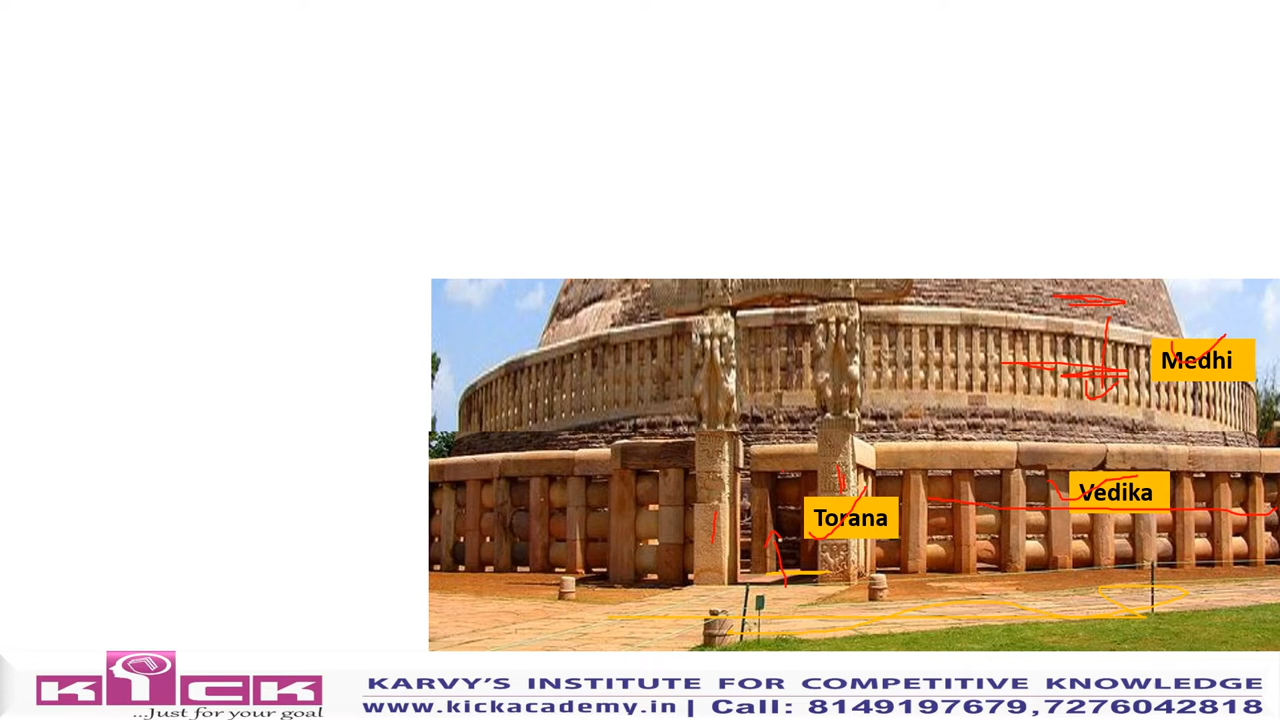 Medhi
Vedika
Torana
KICK
...Just for your goal
KARVY'S INSTITUTE FOR COMPETITIVE KNOWLEDGE
www.kickacademy.in | Call: 8149197679,7276042818